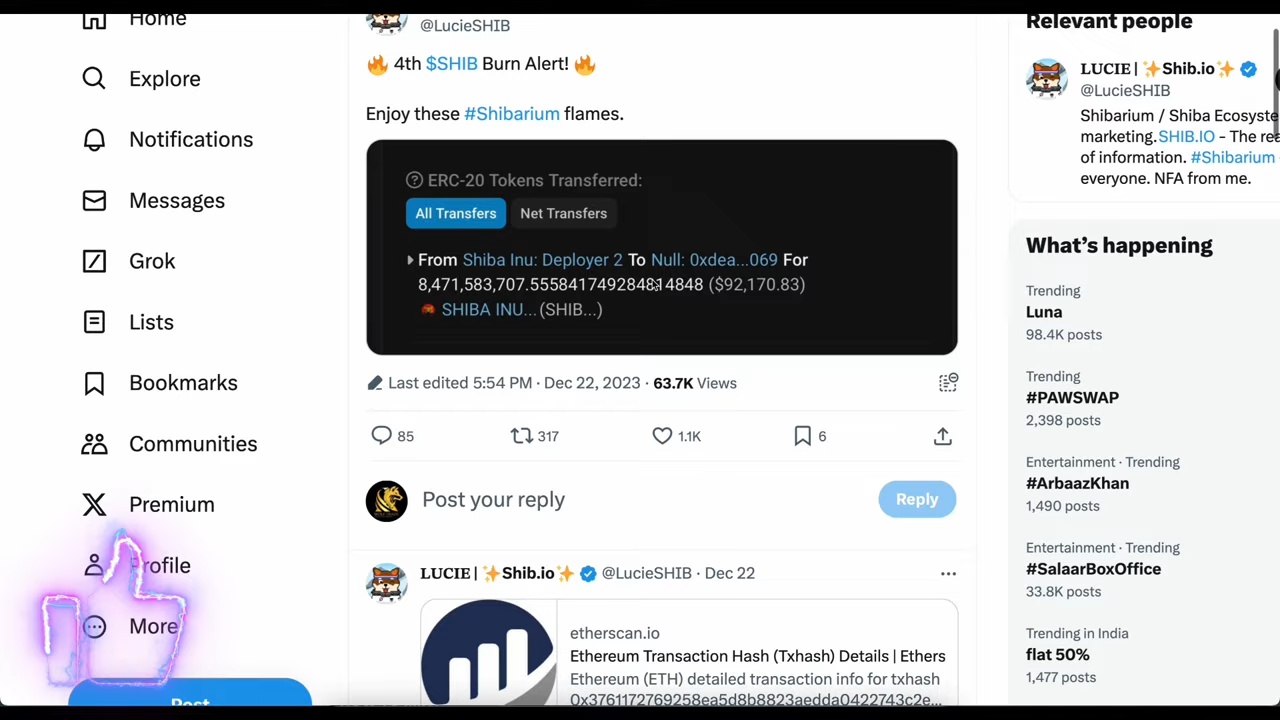 Home
Explore
Notifications
Messages
Grok
Lists
Bookmarks
Communities
Premium
Profile
More
Post
@LucieSHIB
🔥 4th $SHIB Burn Alert! 🔥
Enjoy these #Shibarium flames.
ERC-20 Tokens Transferred:
All Transfers Net Transfers
From Shiba Inu: Deployer 2 To Null: 0xdea...069 For
8,471,583,707.555841749284814848 ($92,170.83)
SHIBA INU... (SHIB...)
Last edited 5:54 PM · Dec 22, 2023 · 63.7K Views
85 317 1.1K 6
Post your reply Reply
LUCIE | ✨Shib.io✨ @LucieSHIB · Dec 22
etherscan.io
Ethereum Transaction Hash (Txhash) Details | Ethers
Ethereum (ETH) detailed transaction info for txhash
0x3761172769258ea5d8b8823aedda0422743c2e...
Relevant people
LUCIE | ✨Shib.io✨
@LucieSHIB
Shibarium / Shiba Ecosyste
marketing.SHIB.IO - The rea
of information. #Shibarium -
everyone. NFA from me.
What's happening
Trending
Luna
98.4K posts
Trending
#PAWSWAP
2,398 posts
Entertainment · Trending
#ArbaazKhan
1,490 posts
Entertainment · Trending
#SalaarBoxOffice
33.8K posts
Trending in India
flat 50%
1,477 posts